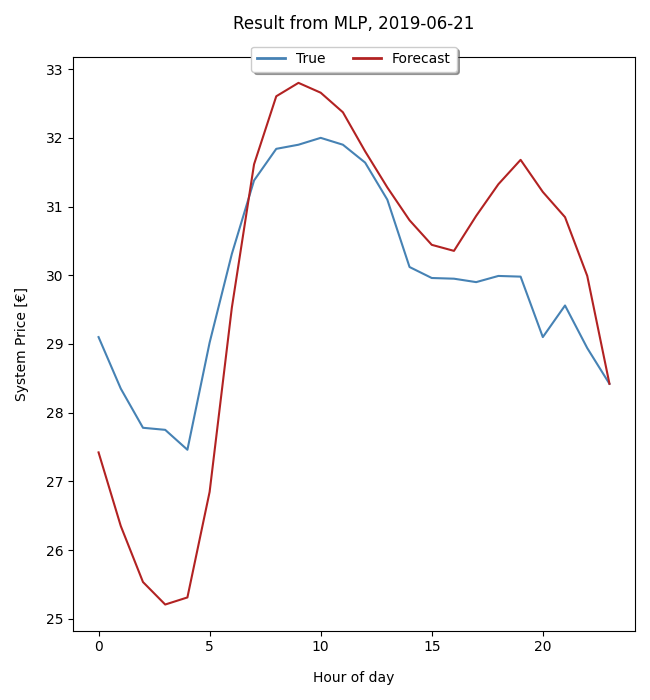 Result from MLP, 2019-06-21
True
Forecast
33
32
31
30
29
28
27
26
25
System Price [€]
0
5
10
15
20
Hour of day